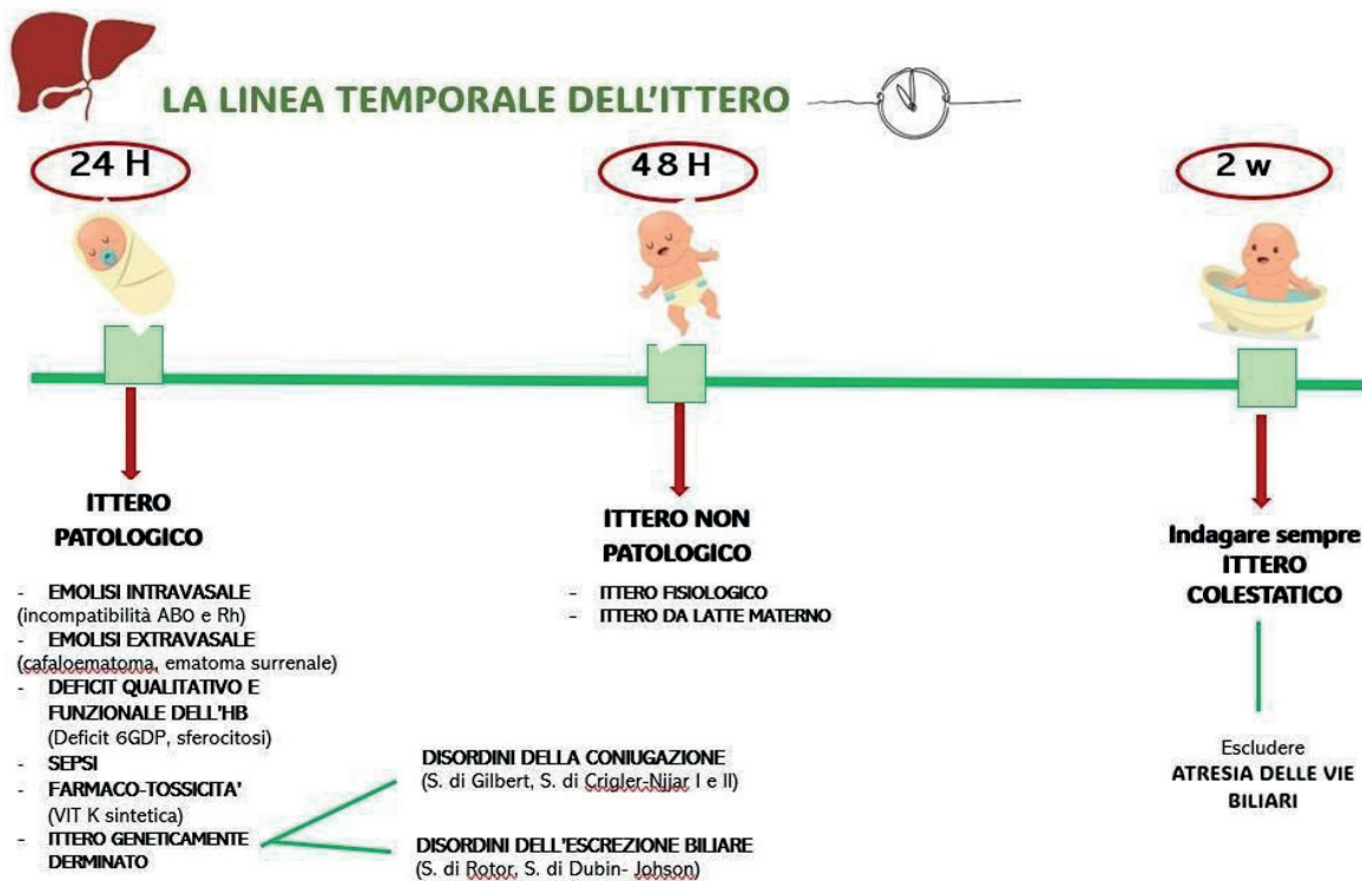 LA LINEA TEMPORALE DELL'ITTERO
24 H
48 H
2 w
ITTERO
PATOLOGICO
- EMOLISI INTRAVASALE
(incompatibilità AB0 e Rh)
- EMOLISI EXTRAVASALE
(cafaloematoma, ematoma surrenale)
- DEFICIT QUALITATIVO E
FUNZIONALE DELL'HB
(Deficit 6GDP, sferocitosi)
- SEPSI
- FARMACO-TOSSICITA'
(VIT K sintetica)
- ITTERO GENETICAMENTE
DERMINATO
DISORDINI DELLA CONIUGAZIONE
(S. di Gilbert, S. di Crigler-Nijar I e II)
DISORDINI DELL'ESCREZIONE BILIARE
(S. di Rotor, S. di Dubin- Johson)
ITTERO NON
PATOLOGICO
- ITTERO FISIOLOGICO
- ITTERO DA LATTE MATERNO
Indagare sempre
ITTERO
COLESTATICO
Escludere
ATRESIA DELLE VIE
BILIARI